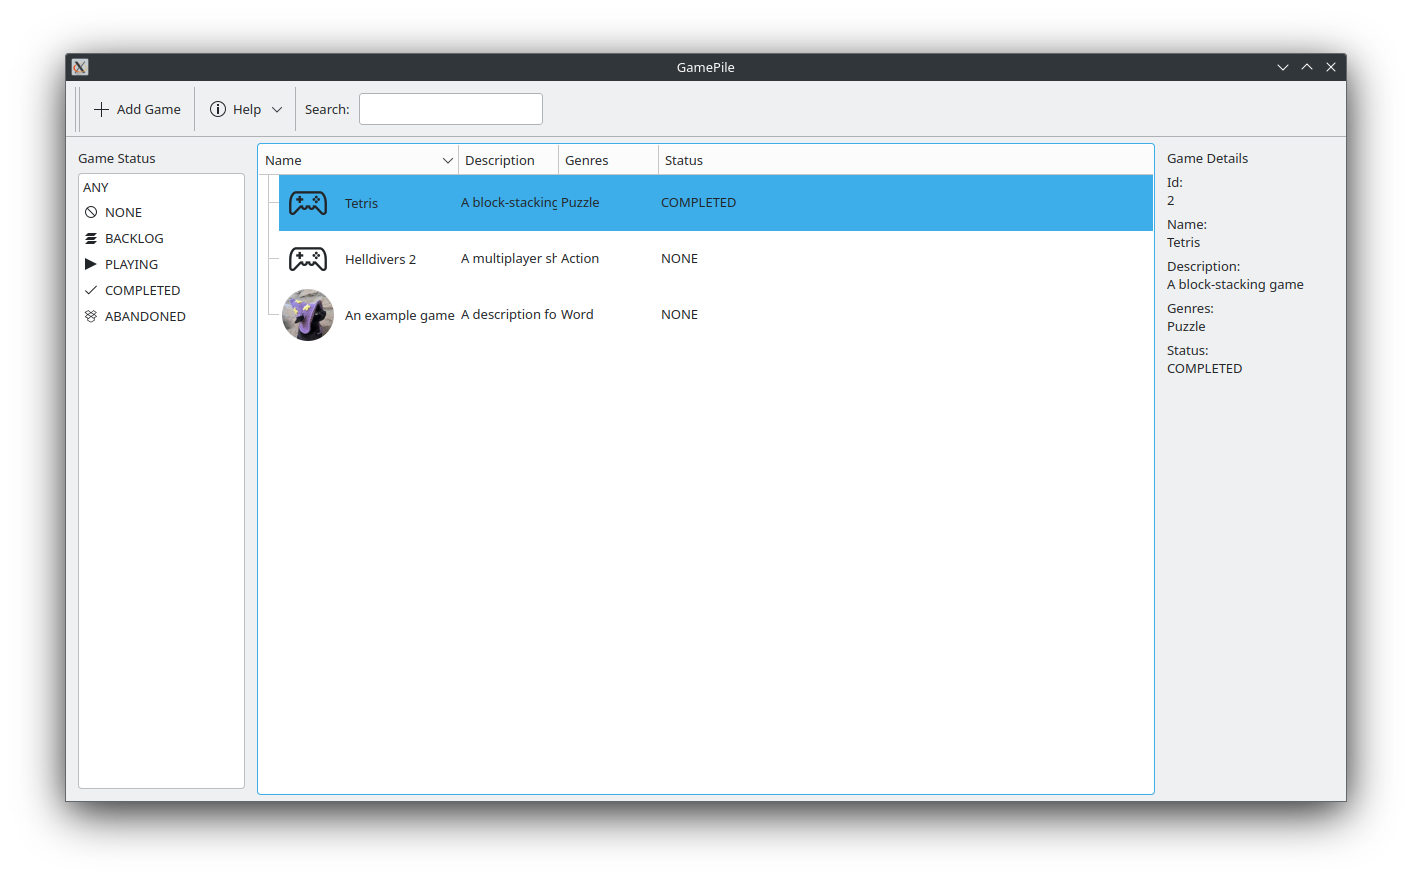 GamePile
Add Game
Help
Search:
Game Status
ANY
NONE
BACKLOG
PLAYING
COMPLETED
ABANDONED
Name Description Genres Status
Tetris A block-stacking Puzzle COMPLETED
Helldivers 2 A multiplayer sh Action NONE
An example game A description fo Word NONE
Game Details
Id:
2
Name:
Tetris
Description:
A block-stacking game
Genres:
Puzzle
Status:
COMPLETED